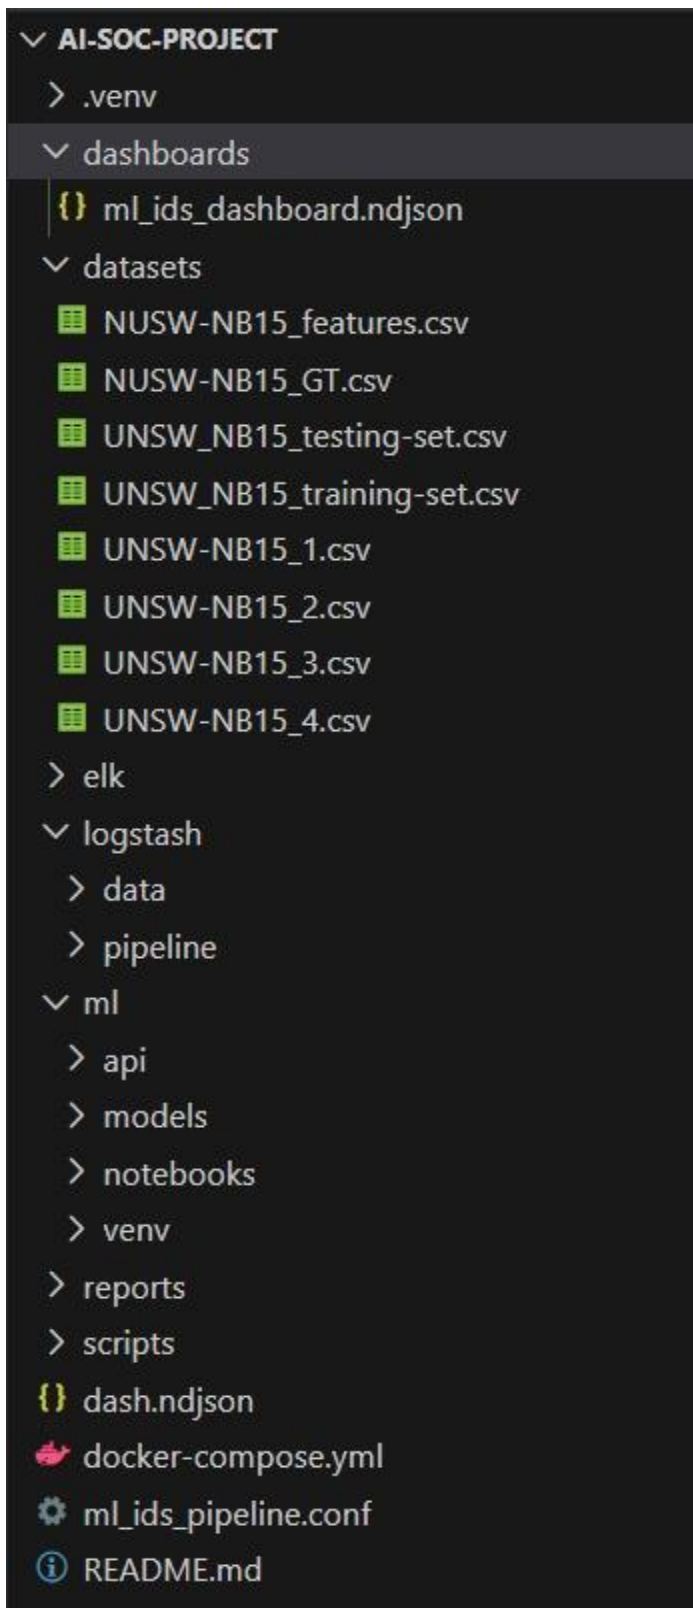 AI-SOC-PROJECT
.venv
dashboards
ml_ids_dashboard.ndjson
datasets
NUSW-NB15_features.csv
NUSW-NB15_GT.csv
UNSW_NB15_testing-set.csv
UNSW_NB15_training-set.csv
UNSW-NB15_1.csv
UNSW-NB15_2.csv
UNSW-NB15_3.csv
UNSW-NB15_4.csv
elk
logstash
data
pipeline
ml
api
models
notebooks
venv
reports
scripts
dash.ndjson
docker-compose.yml
ml_ids_pipeline.conf
README.md